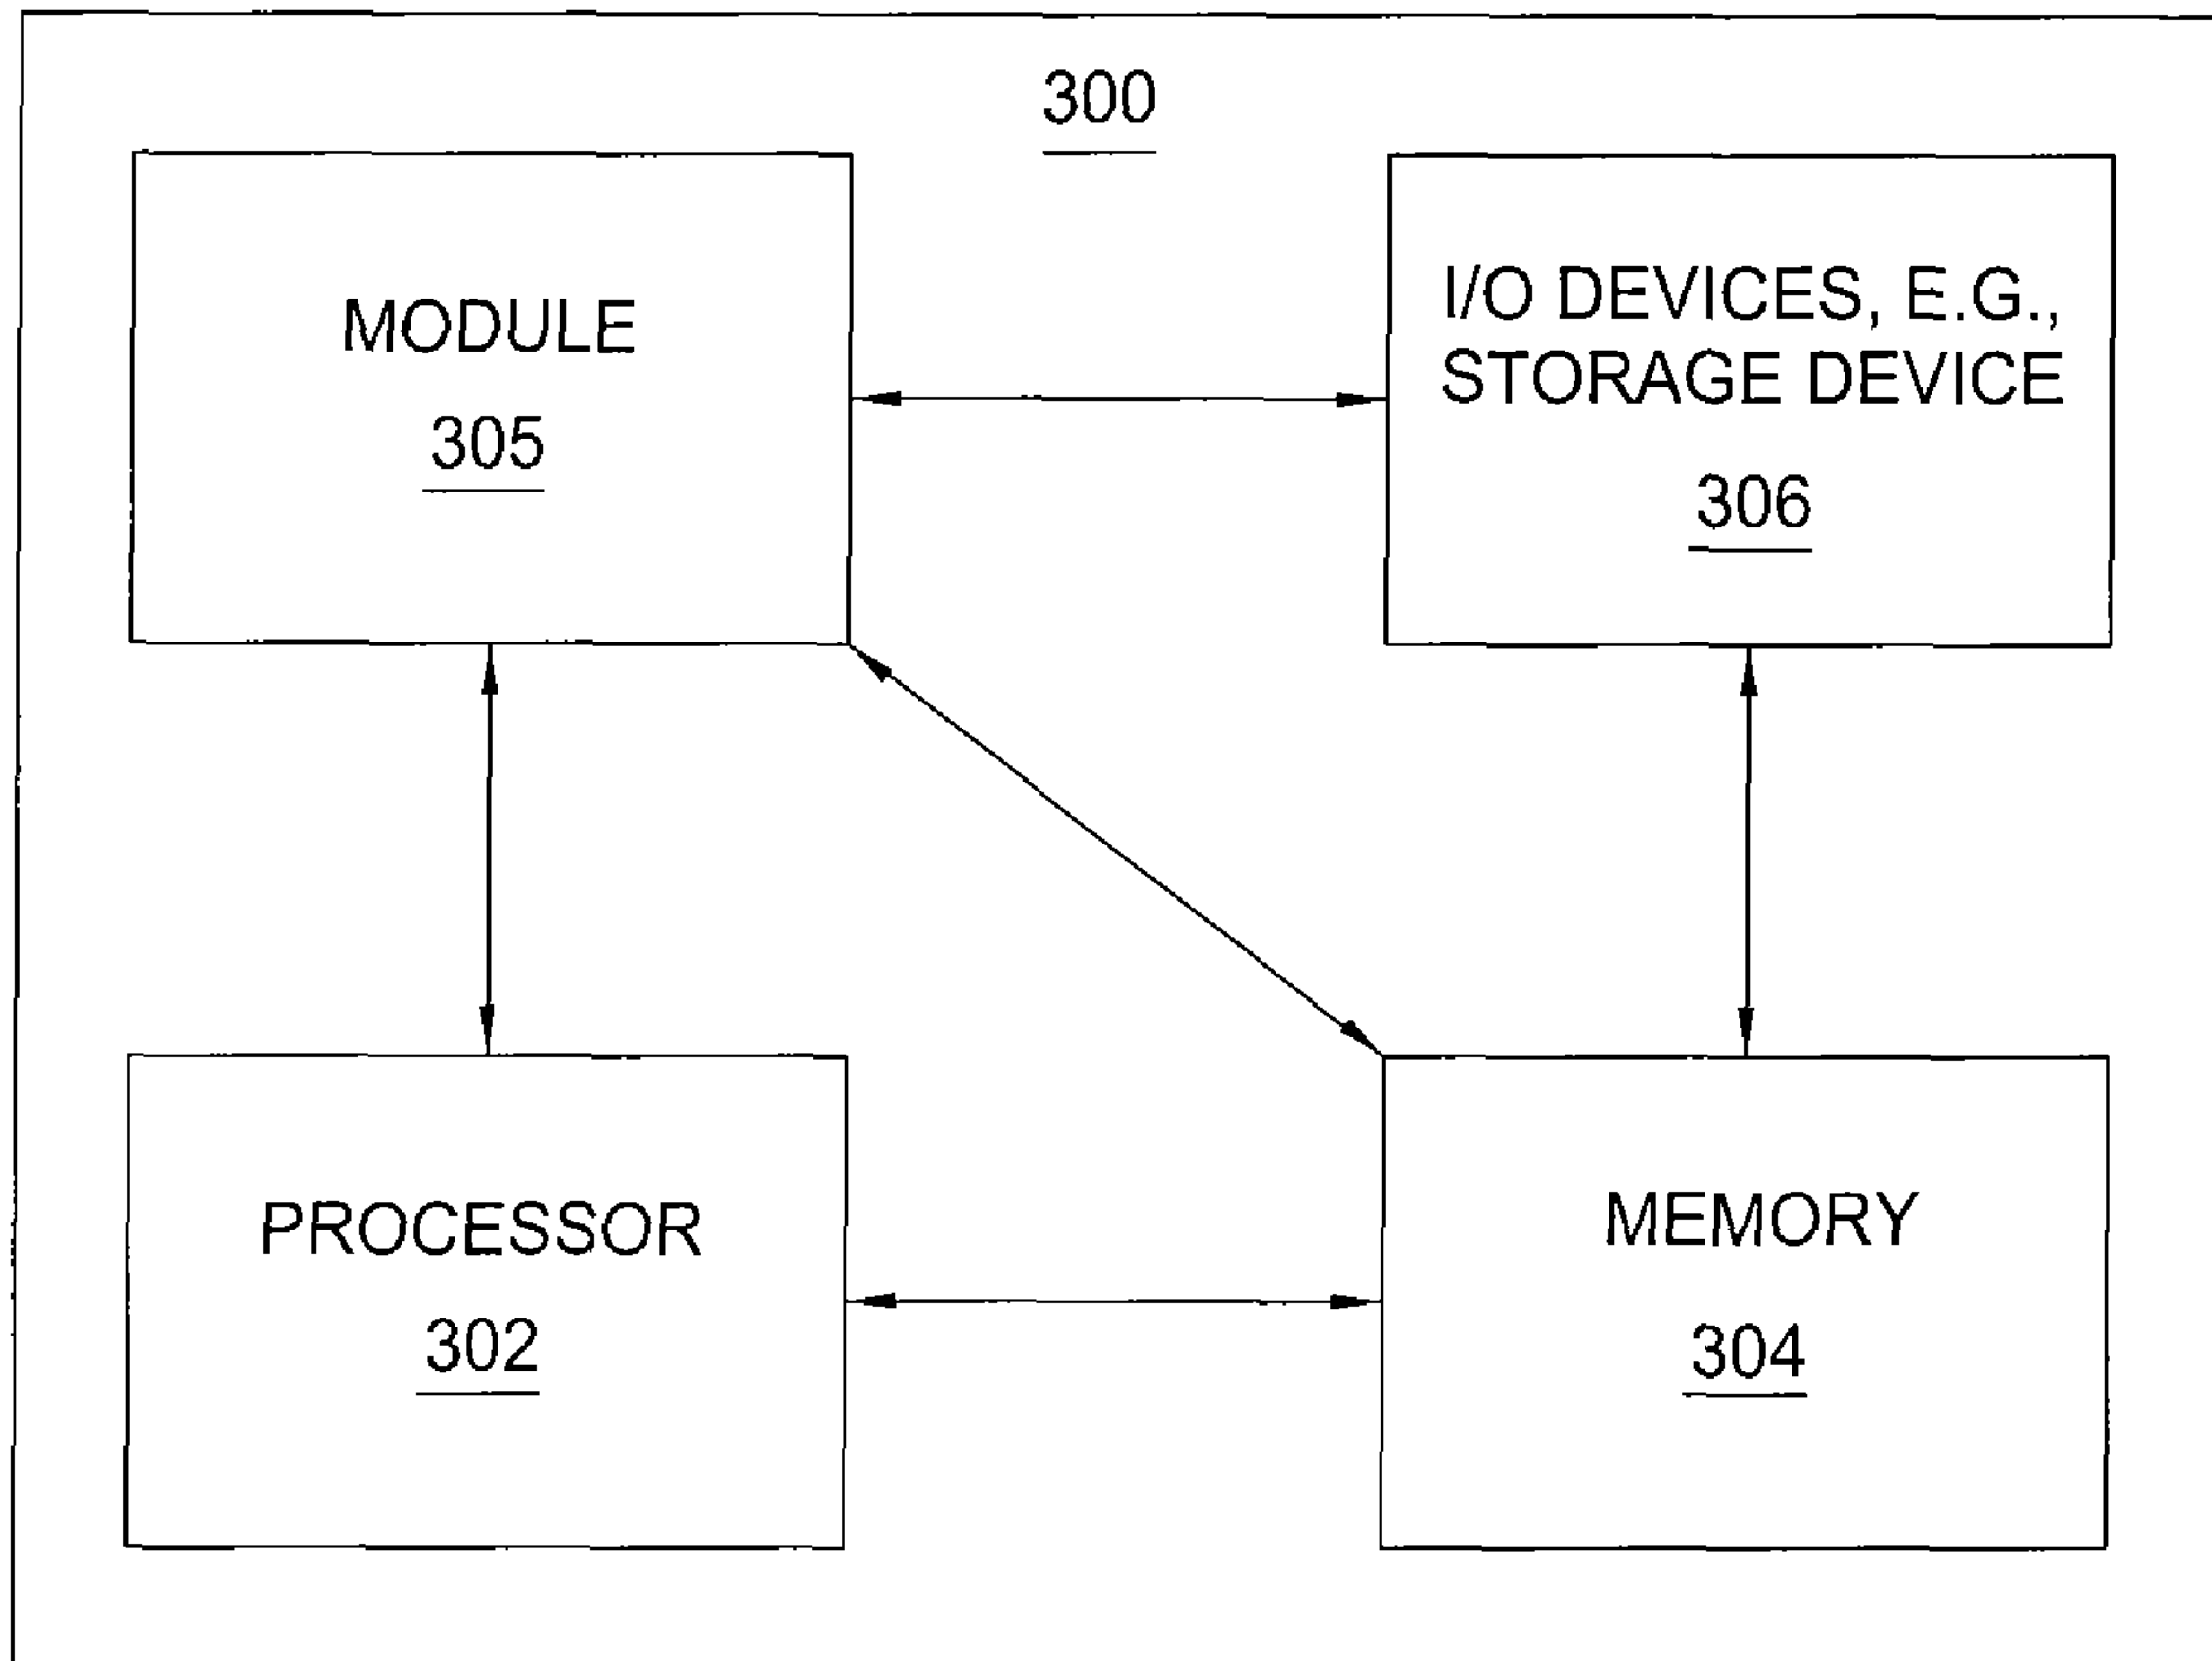 300
MODULE
305
I/O DEVICES, E.G.,
STORAGE DEVICE
306
PROCESSOR
302
MEMORY
304